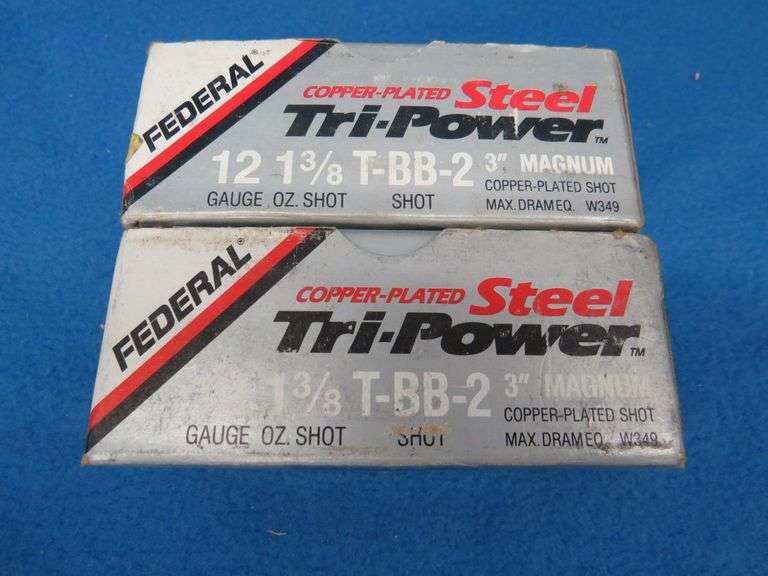 FEDERAL®
COPPER-PLATED Steel
Tri-Power™
12 1 3/8 T-BB-2 3" MAGNUM
GAUGE OZ. SHOT SHOT COPPER-PLATED SHOT
MAX. DRAM EQ. W349
FEDERAL®
COPPER-PLATED Steel
Tri-Power™
1 3/8 T-BB-2 3" MAGNUM
GAUGE OZ. SHOT SHOT COPPER-PLATED SHOT
MAX. DRAM EQ. W349